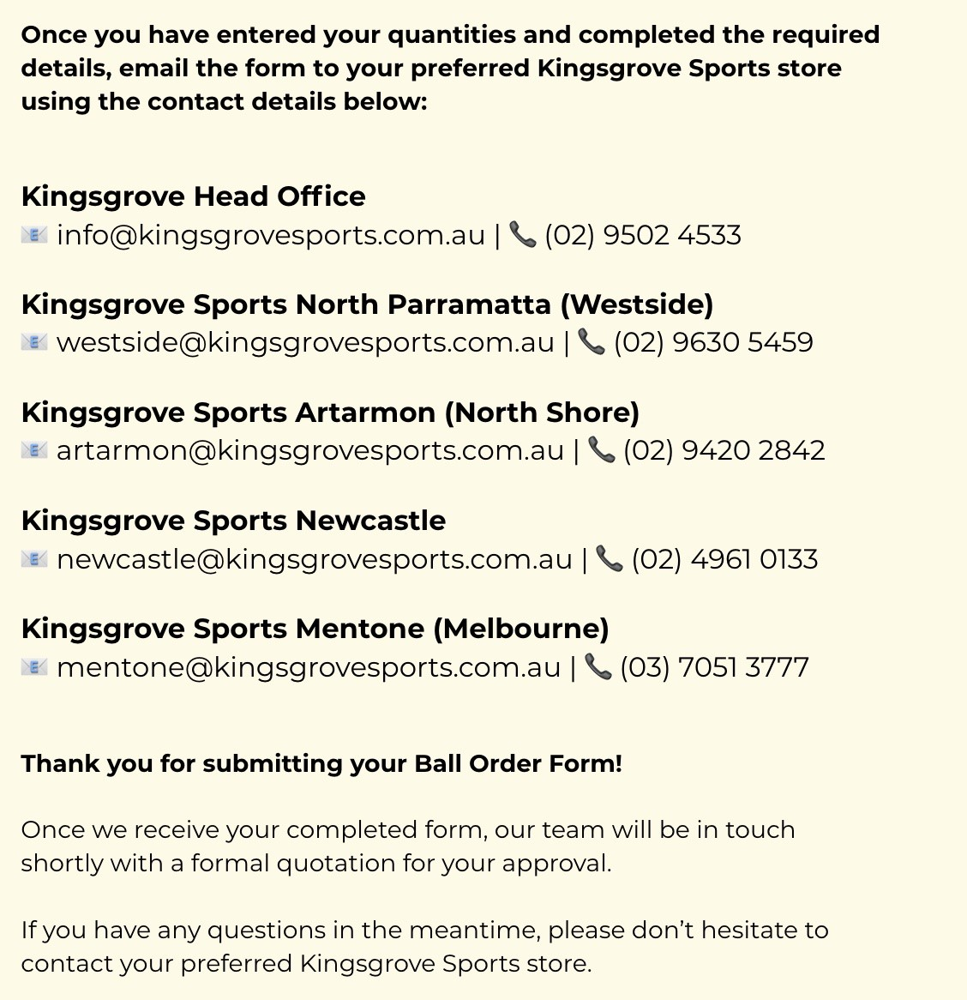 Once you have entered your quantities and completed the required
details, email the form to your preferred Kingsgrove Sports store
using the contact details below:
Kingsgrove Head Office
📧 info@kingsgrovesports.com.au | 📞 (02) 9502 4533
Kingsgrove Sports North Parramatta (Westside)
📧 westside@kingsgrovesports.com.au | 📞 (02) 9630 5459
Kingsgrove Sports Artarmon (North Shore)
📧 artarmon@kingsgrovesports.com.au | 📞 (02) 9420 2842
Kingsgrove Sports Newcastle
📧 newcastle@kingsgrovesports.com.au | 📞 (02) 4961 0133
Kingsgrove Sports Mentone (Melbourne)
📧 mentone@kingsgrovesports.com.au | 📞 (03) 7051 3777
Thank you for submitting your Ball Order Form!
Once we receive your completed form, our team will be in touch
shortly with a formal quotation for your approval.
If you have any questions in the meantime, please don’t hesitate to
contact your preferred Kingsgrove Sports store.